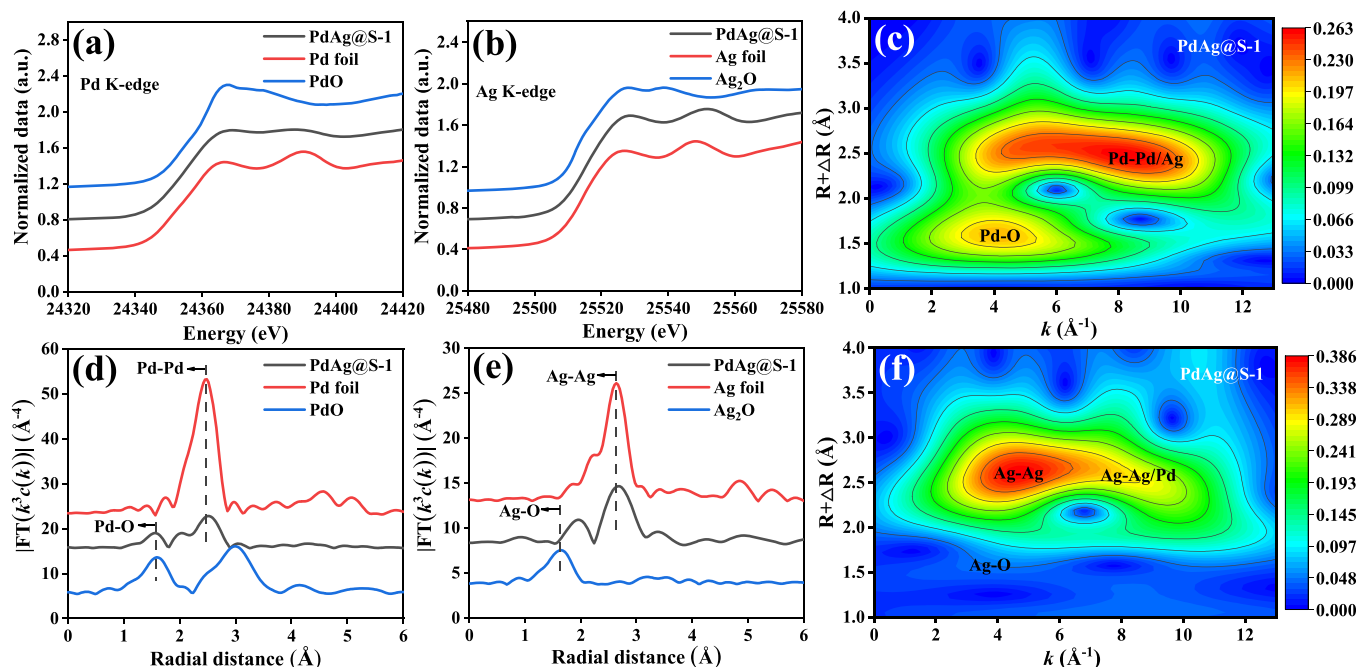 (a)
PdAg@S-1
Pd foil
PdO
Pd K-edge
Normalized data (a.u.)
2.8
2.4
2.0
1.6
1.2
0.8
0.4
0.0
24320 24340 24360 24380 24400 24420
Energy (eV)
(b)
PdAg@S-1
Ag foil
Ag2O
Ag K-edge
Normalized data (a.u.)
2.4
2.0
1.6
1.2
0.8
0.4
0.0
25480 25500 25520 25540 25560 25580
Energy (eV)
(c)
PdAg@S-1
Pd-Pd/Ag
Pd-O
R+△R (Å)
4.0
3.5
3.0
2.5
2.0
1.5
1.0
0 2 4 6 8 10 12
k (Å-1)
0.263
0.230
0.197
0.164
0.131
0.099
0.066
0.033
0.000
(d)
PdAg@S-1
Pd foil
PdO
Pd-Pd
Pd-O
|FT(k3c(k))| (Å-4)
60
50
40
30
20
10
0
0 1 2 3 4 5 6
Radial distance (Å)
(e)
PdAg@S-1
Ag foil
Ag2O
Ag-Ag
Ag-O
|FT(k3c(k))| (Å-4)
30
25
20
15
10
5
0
0 1 2 3 4 5 6
Radial distance (Å)
(f)
PdAg@S-1
Ag-Ag
Ag-Ag/Pd
Ag-O
R+△R (Å)
4.0
3.5
3.0
2.5
2.0
1.5
1.0
0 2 4 6 8 10 12
k (Å-1)
0.386
0.338
0.289
0.241
0.193
0.145
0.097
0.048
0.000